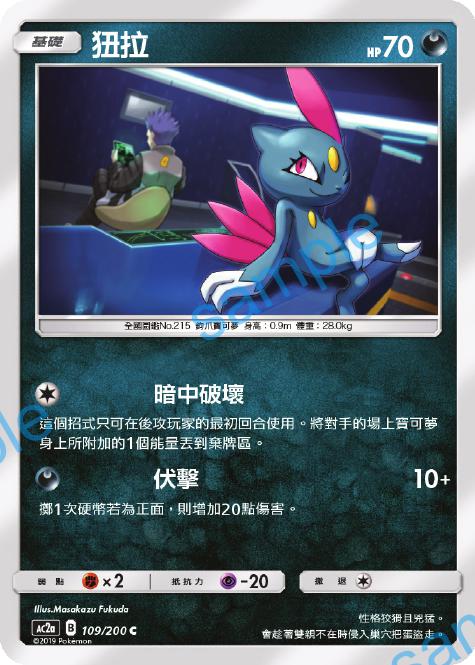 基礎 狃拉 HP70
全國圖鑑No.215 鉤爪寶可夢 身高：0.9m 體重：28.0kg
暗中破壞
這個招式只可在後攻玩家的最初回合使用。將對手的場上寶可夢
身上所附加的1個能量丟到棄牌區。
伏擊 10+
擲1次硬幣若為正面，則增加20點傷害。
弱點 ×2 抵抗力 -20 撤退
Illus.Masakazu Fukuda
AC2a B 109/200 C
©2019 Pokémon
性格狡猾且兇猛。
會趁著雙親不在時侵入巢穴把蛋盜走。
sample